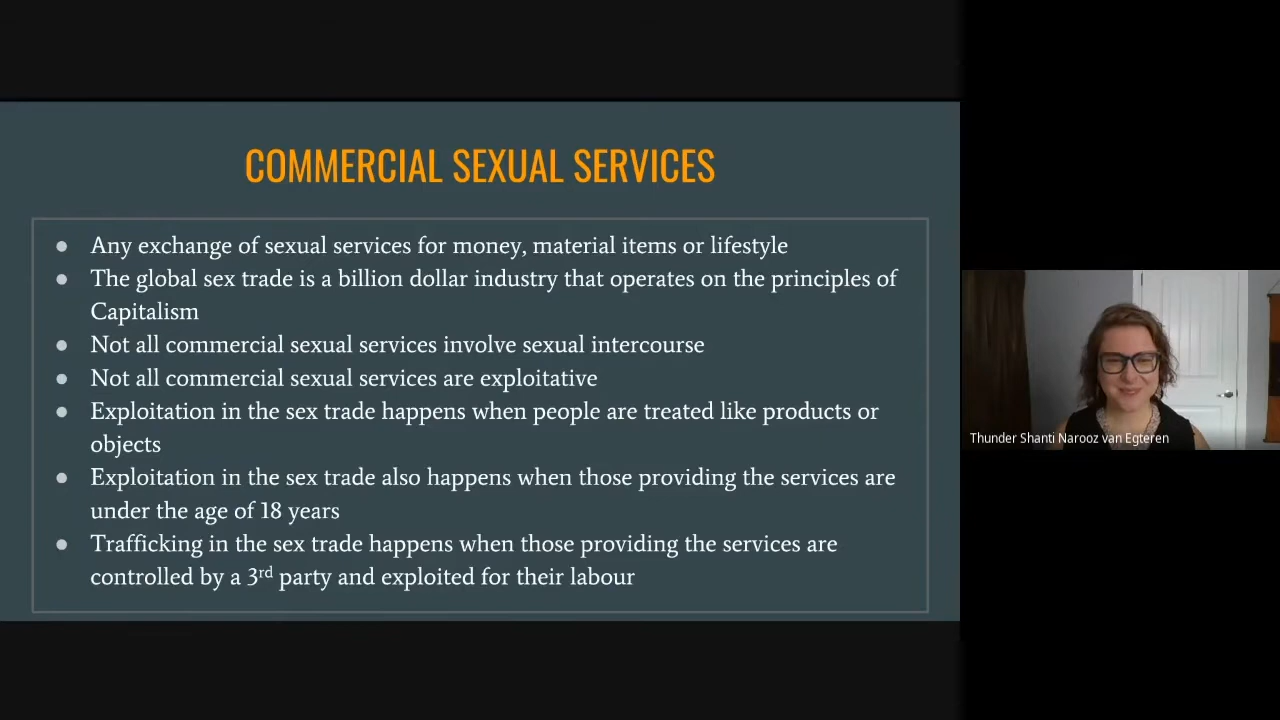 COMMERCIAL SEXUAL SERVICES
● Any exchange of sexual services for money, material items or lifestyle
● The global sex trade is a billion dollar industry that operates on the principles of
Capitalism
● Not all commercial sexual services involve sexual intercourse
● Not all commercial sexual services are exploitative
● Exploitation in the sex trade happens when people are treated like products or
objects
● Exploitation in the sex trade also happens when those providing the services are
under the age of 18 years
● Trafficking in the sex trade happens when those providing the services are
controlled by a 3rd party and exploited for their labour
Thunder Shanti Narooz van Egteren